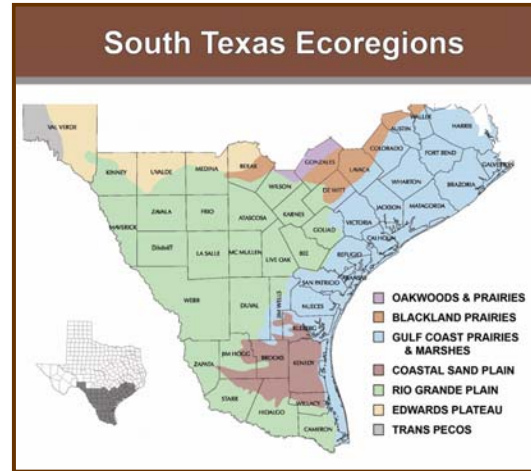 South Texas Ecoregions
VAL VERDE
WALLER
AUSTIN
HARRIS
COLORADO
GONZALES
FORT BEND
KINNEY
UVALDE
MEDINA
BEXAR
LAVACA
GALVESTON
WILSON
DE WITT
WHARTON
BRAZORIA
ZAVALA
FRIO
ATASCOSA
KARNES
JACKSON
MATAGORDA
MAVERICK
GOLIAD
VICTORIA
LA SALLE
MC MULLEN
LIVE OAK
BEE
CALHOUN
REFUGIO
ARANSAS
SAN PATRICIO
WEBB
DUVAL
JIM WELLS
NUECES
KLEBERG
ZAPATA
JIM HOGG
BROOKS
KENEDY
STARR
HIDALGO
WILLACY
CAMERON
OAKWOODS & PRAIRIES
BLACKLAND PRAIRIES
GULF COAST PRAIRIES
& MARSHES
COASTAL SAND PLAIN
RIO GRANDE PLAIN
EDWARDS PLATEAU
TRANS PECOS